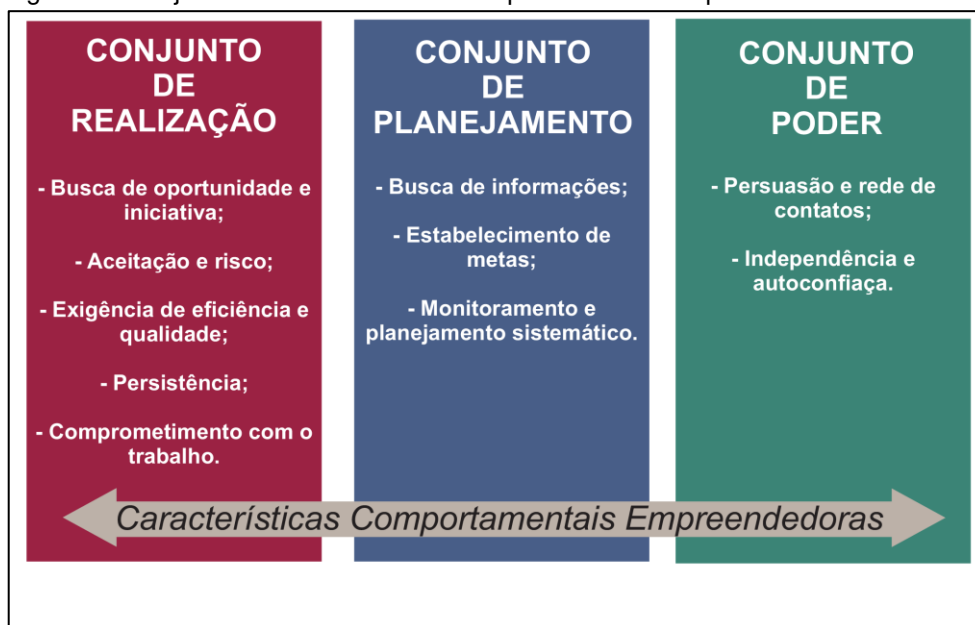 CONJUNTO
DE
REALIZAÇÃO
- Busca de oportunidade e
iniciativa;
- Aceitação e risco;
- Exigência de eficiência e
qualidade;
- Persistência;
- Comprometimento com o
trabalho.
CONJUNTO
DE
PLANEJAMENTO
- Busca de informações;
- Estabelecimento de
metas;
- Monitoramento e
planejamento sistemático.
CONJUNTO
DE
PODER
- Persuasão e rede de
contatos;
- Independência e
autoconfiaça.
Características Comportamentais Empreendedoras